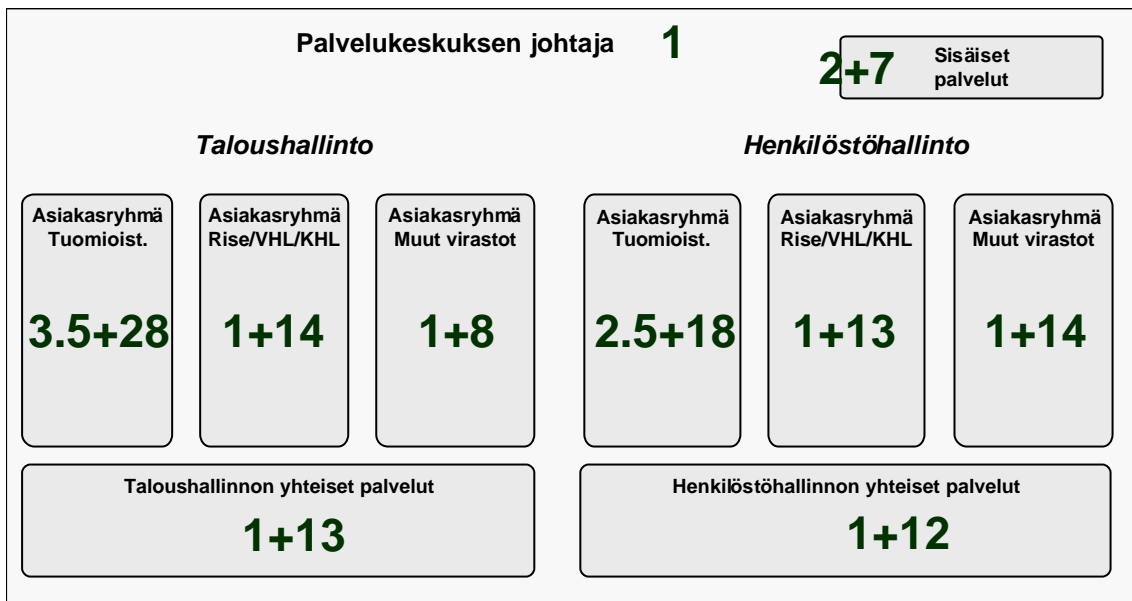 Palvelukeskuksen johtaja 1
2+7 Sisäiset
palvelut
Taloushallinto
Henkilöstöhallinto
Asiakasryhmä
Tuomioist.
3.5+28
Asiakasryhmä
Rise/VHL/KHL
1+14
Asiakasryhmä
Muut virastot
1+8
Asiakasryhmä
Tuomioist.
2.5+18
Asiakasryhmä
Rise/VHL/KHL
1+13
Asiakasryhmä
Muut virastot
1+14
Taloushallinnon yhteiset palvelut
1+13
Henkilöstöhallinnon yhteiset palvelut
1+12